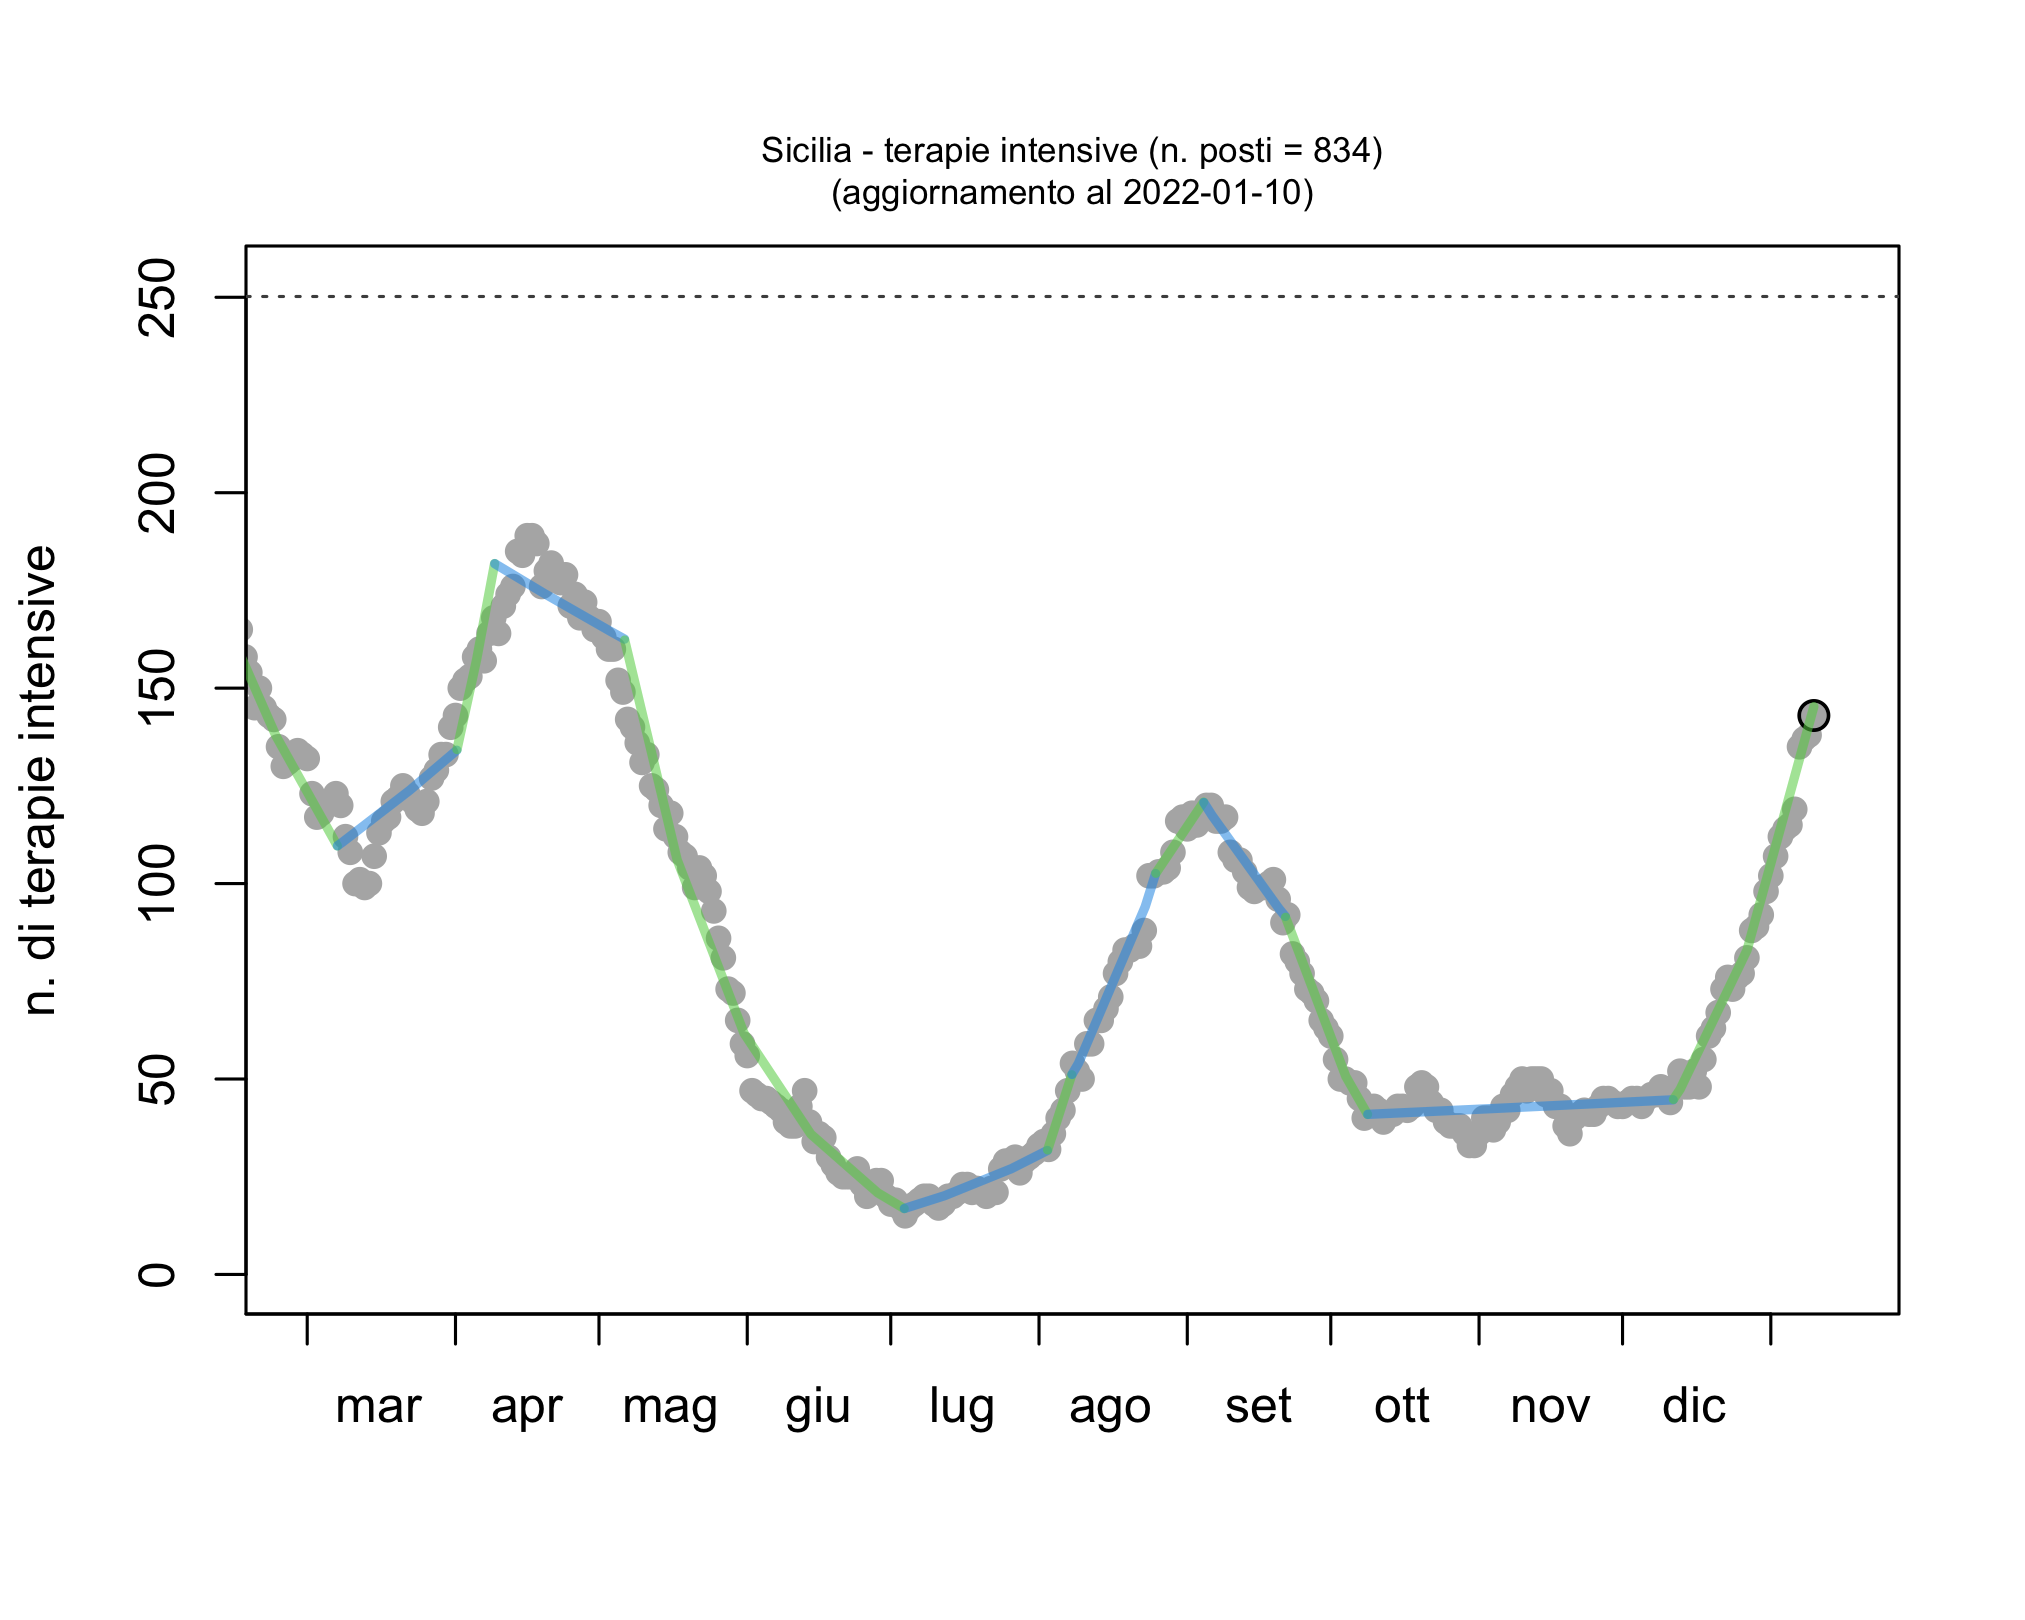 Sicilia - terapie intensive (n. posti = 834)
(aggiornamento al 2022-01-10)
n. di terapie intensive
250
200
150
100
50
0
mar apr mag giu lug ago set ott nov dic